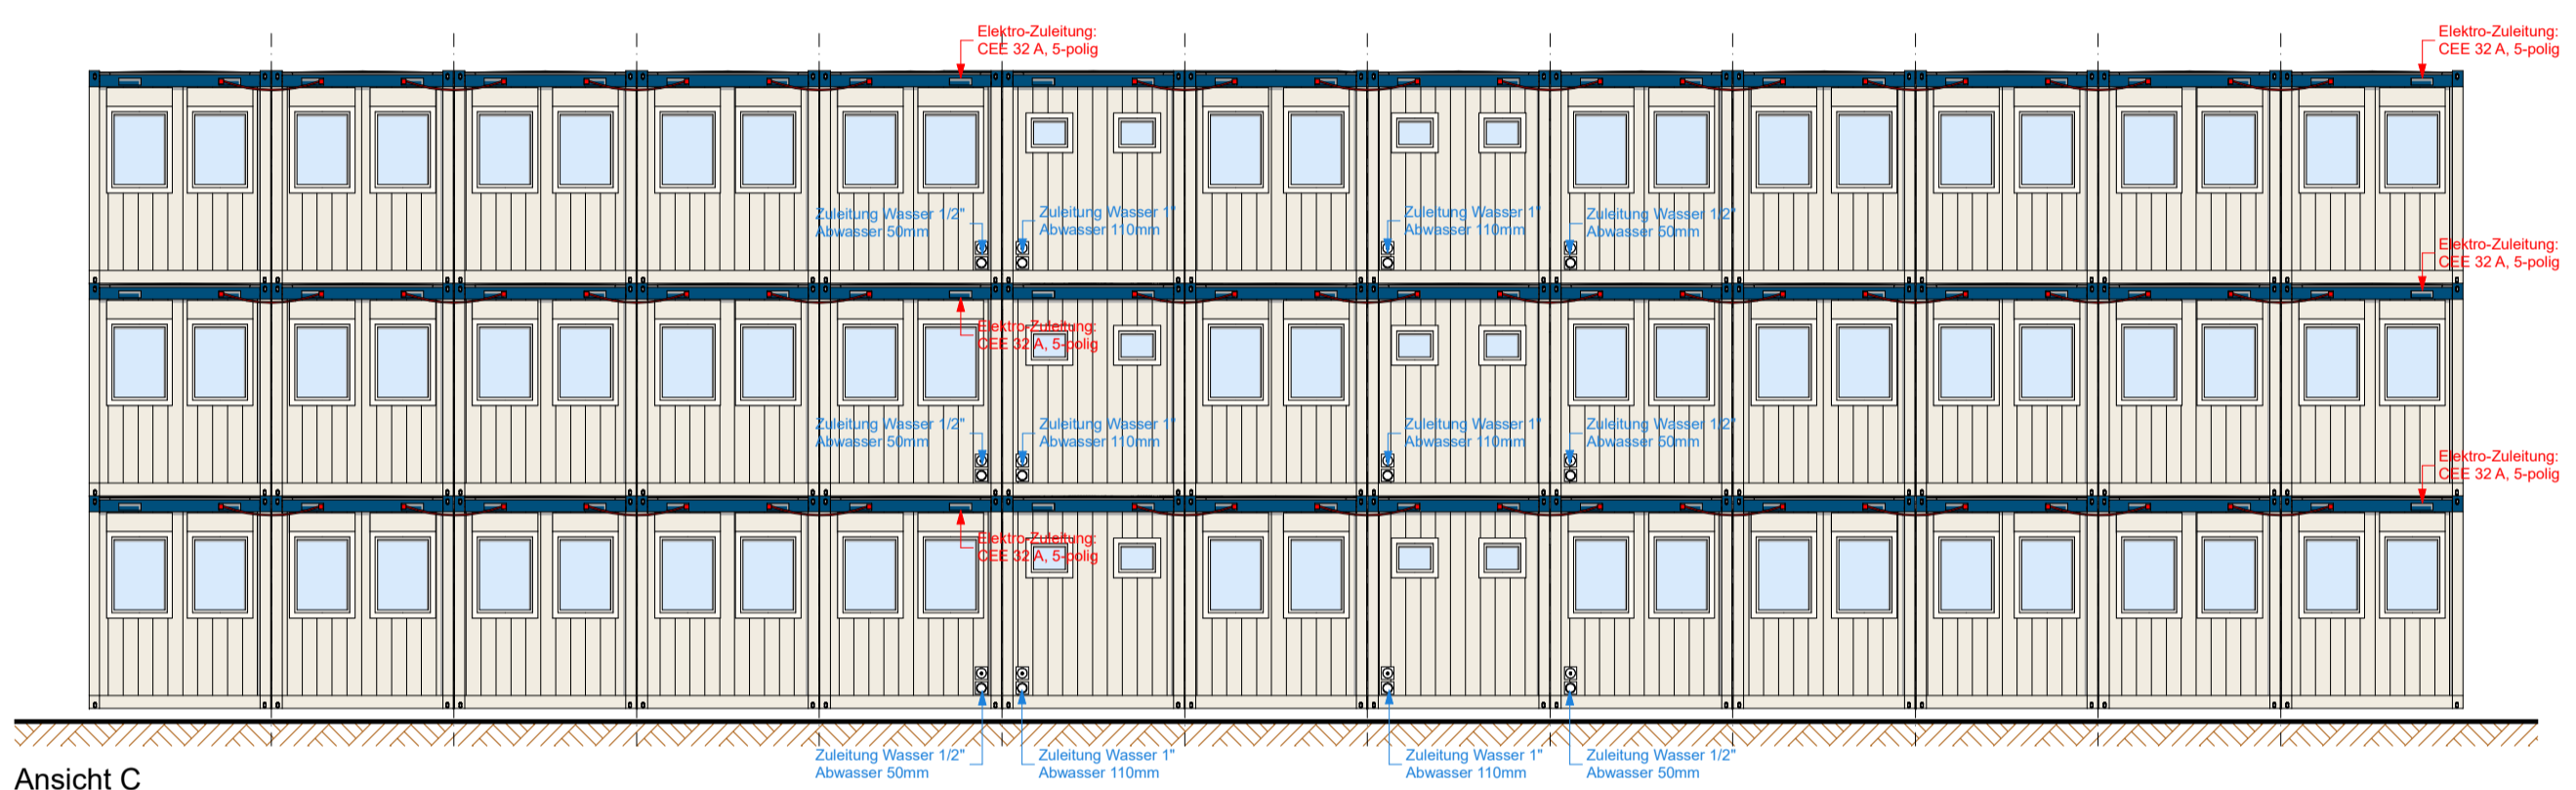 Elektro-Zuleitung:
CEE 32 A, 5-polig
Elektro-Zuleitung:
CEE 32 A, 5-polig
Zuleitung Wasser 1/2"
Abwasser 50mm
Zuleitung Wasser 1"
Abwasser 110mm
Zuleitung Wasser 1"
Abwasser 110mm
Zuleitung Wasser 1/2"
Abwasser 50mm
Elektro-Zuleitung:
CEE 32 A, 5-polig
Elektro-Zuleitung:
CEE 32 A, 5-polig
Zuleitung Wasser 1/2"
Abwasser 50mm
Zuleitung Wasser 1"
Abwasser 110mm
Zuleitung Wasser 1"
Abwasser 110mm
Zuleitung Wasser 1/2"
Abwasser 50mm
Elektro-Zuleitung:
CEE 32 A, 5-polig
Elektro-Zuleitung:
CEE 32 A, 5-polig
Zuleitung Wasser 1/2"
Abwasser 50mm
Zuleitung Wasser 1"
Abwasser 110mm
Zuleitung Wasser 1"
Abwasser 110mm
Zuleitung Wasser 1/2"
Abwasser 50mm
Ansicht C